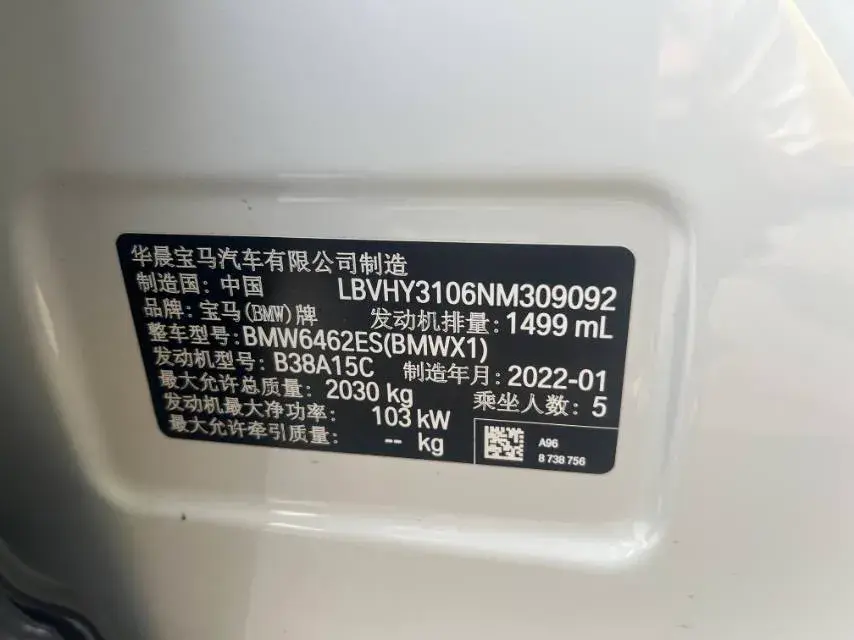 华晨宝马汽车有限公司制造
制造国: 中国 LBVHY3106NM309092
品牌: 宝马(BMW)牌 发动机排量: 1499 mL
整车型号: BMW6462ES(BMWX1)
发动机型号: B38A15C 制造年月: 2022-01
最大允许总质量: 2030 kg 乘坐人数: 5
发动机最大净功率: 103 kW
最大允许牵引质量: -- kg
A96
8 738 756